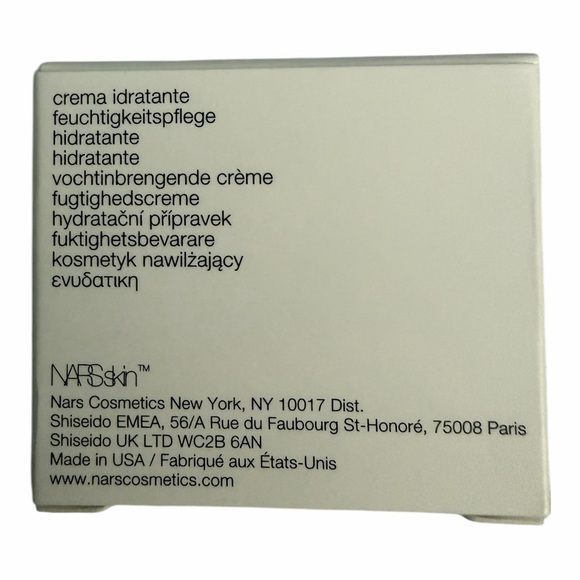 crema idratante
feuchtigkeitspflege
hidratante
hidratante
vochtinbrengende crème
fugtighedscreme
hydratační přípravek
fuktighetsbevarare
kosmetyk nawilżający
ενυδατικη
NARSskin™
Nars Cosmetics New York, NY 10017 Dist.
Shiseido EMEA, 56/A Rue du Faubourg St-Honoré, 75008 Paris
Shiseido UK LTD WC2B 6AN
Made in USA / Fabriqué aux États-Unis
www.narscosmetics.com